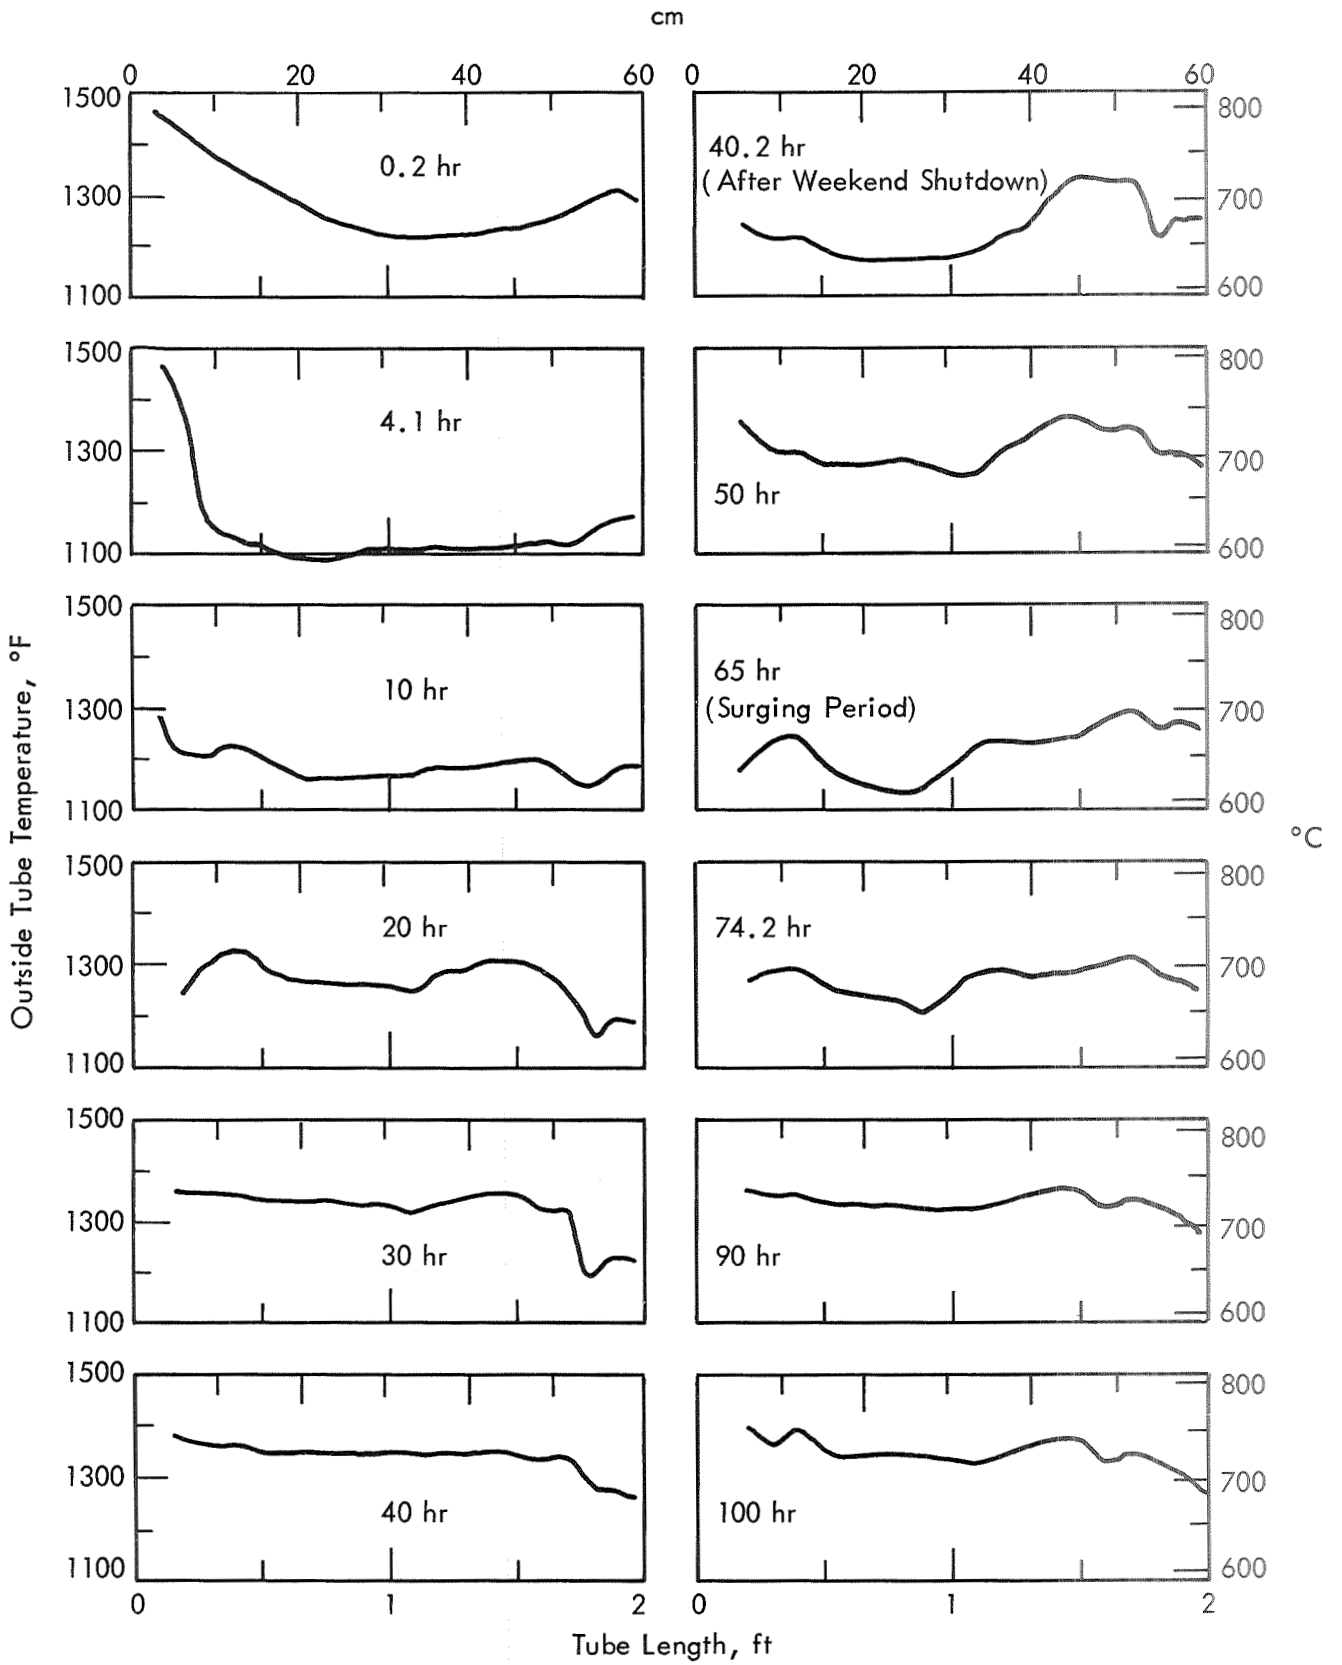 cm
0 20 40 60 0 20 40 60
1500 800
0.2 hr 40.2 hr
(After Weekend Shutdown)
1300 700
1100 600
1500 800
4.1 hr
1300 700
50 hr
1100 600
1500 800
10 hr 65 hr
(Surging Period)
1300 700
1100 600
Outside Tube Temperature, °F
°C
1500 800
20 hr 74.2 hr
1300 700
1100 600
1500 800
1300 700
30 hr 90 hr
1100 600
1500 800
1300 700
40 hr 100 hr
1100 600
0 1 2 0 1 2
Tube Length, ft